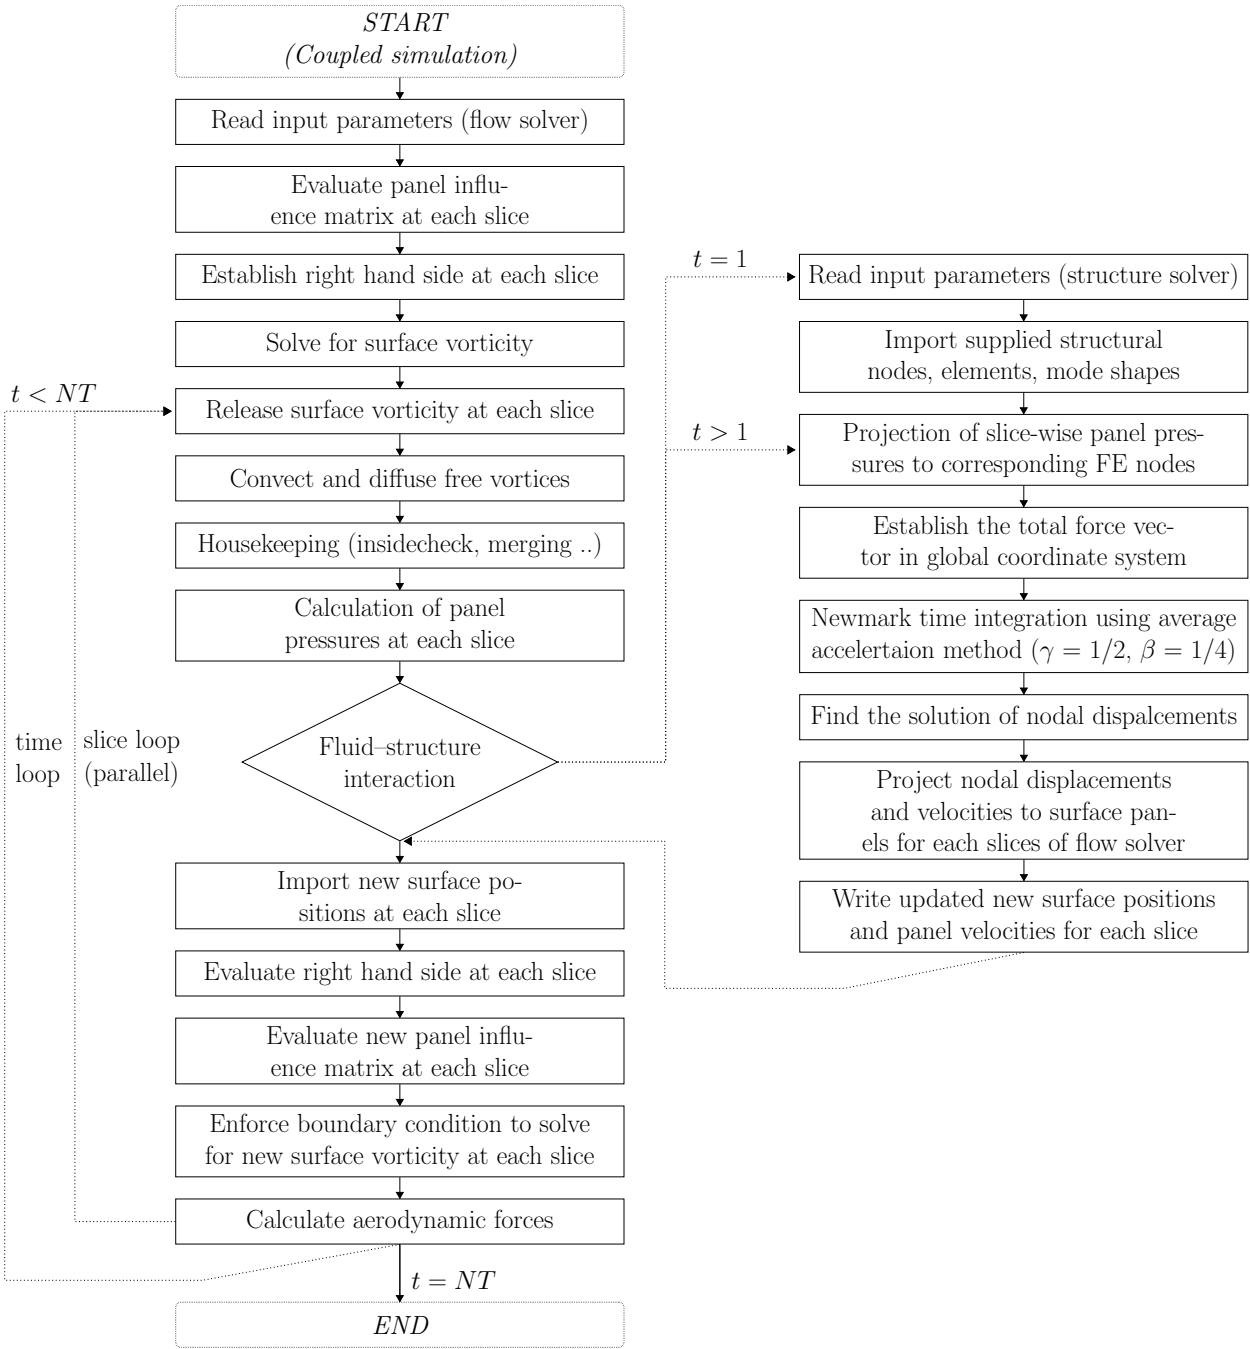 START
(Coupled simulation)
Read input parameters (flow solver)
Evaluate panel influ-
ence matrix at each slice
Establish right hand side at each slice
Solve for surface vorticity
t < NT
Release surface vorticity at each slice
Convect and diffuse free vortices
Housekeeping (insidecheck, merging ..)
Calculation of panel
pressures at each slice
time
loop
slice loop
(parallel)
Fluid–structure
interaction
Import new surface po-
sitions at each slice
Evaluate right hand side at each slice
Evaluate new panel influ-
ence matrix at each slice
Enforce boundary condition to solve
for new surface vorticity at each slice
Calculate aerodynamic forces
t = NT
END
t = 1
Read input parameters (structure solver)
Import supplied structural
nodes, elements, mode shapes
t > 1
Projection of slice-wise panel pres-
sures to corresponding FE nodes
Establish the total force vec-
tor in global coordinate system
Newmark time integration using average
accelertaion method (γ = 1/2, β = 1/4)
Find the solution of nodal dispalcements
Project nodal displacements
and velocities to surface pan-
els for each slices of flow solver
Write updated new surface positions
and panel velocities for each slice